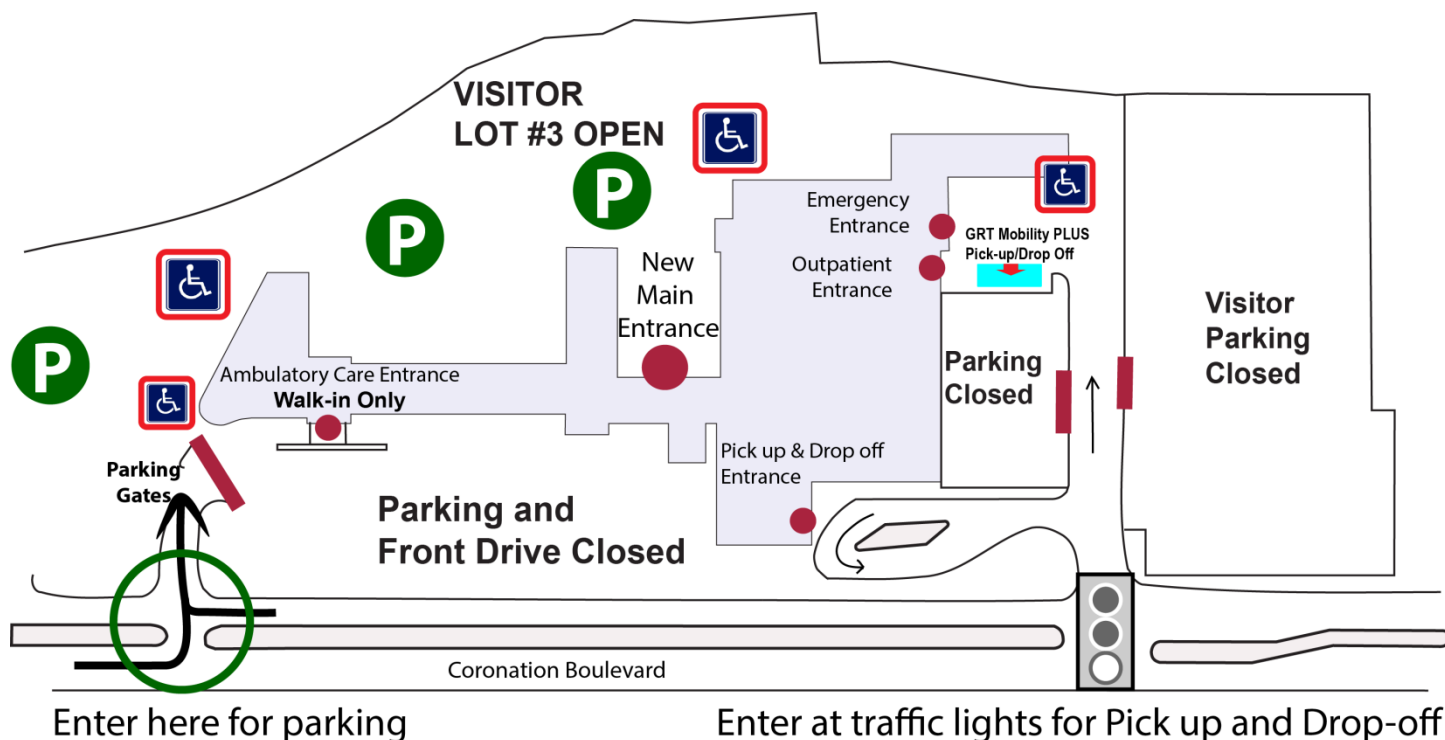 VISITOR
LOT #3 OPEN
P
P
P
Emergency
Entrance
GRT Mobility PLUS
Pick-up/Drop Off
Outpatient
Entrance
New
Main
Entrance
Visitor
Parking
Closed
Parking
Closed
Ambulatory Care Entrance
Walk-in Only
Pick up & Drop off
Entrance
Parking
Gates
Parking and
Front Drive Closed
Coronation Boulevard
Enter here for parking
Enter at traffic lights for Pick up and Drop-off